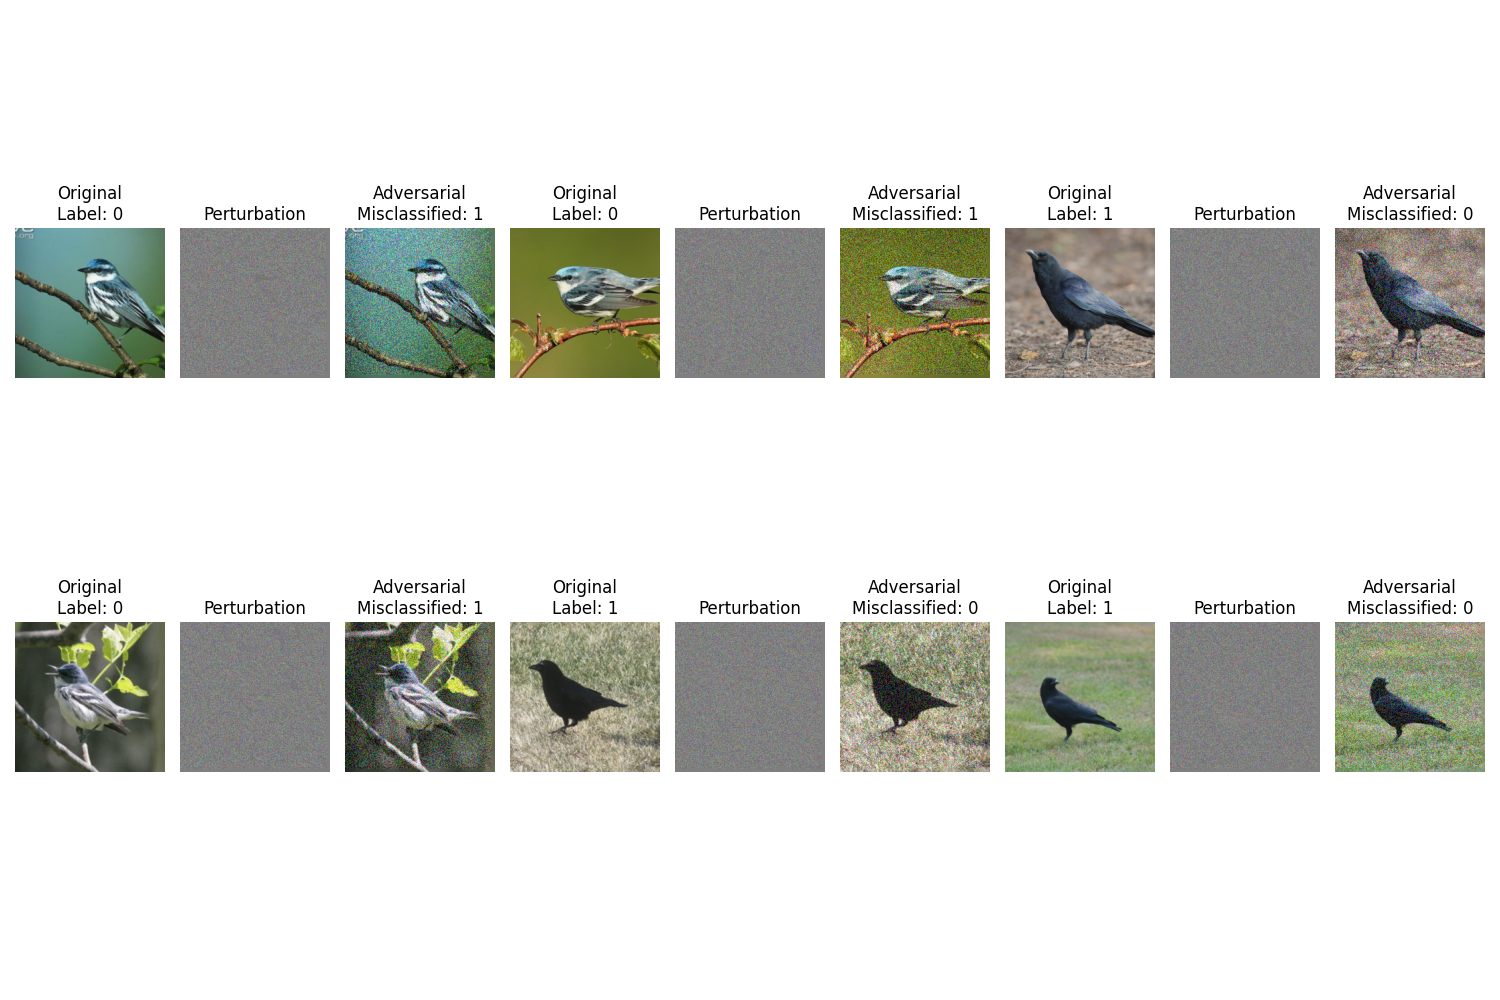 Original
Label: 0
Perturbation
Adversarial
Misclassified: 1
Original
Label: 0
Perturbation
Adversarial
Misclassified: 1
Original
Label: 1
Perturbation
Adversarial
Misclassified: 0
.org
Original
Label: 0
Perturbation
Adversarial
Misclassified: 1
Original
Label: 1
Perturbation
Adversarial
Misclassified: 0
Original
Label: 1
Perturbation
Adversarial
Misclassified: 0